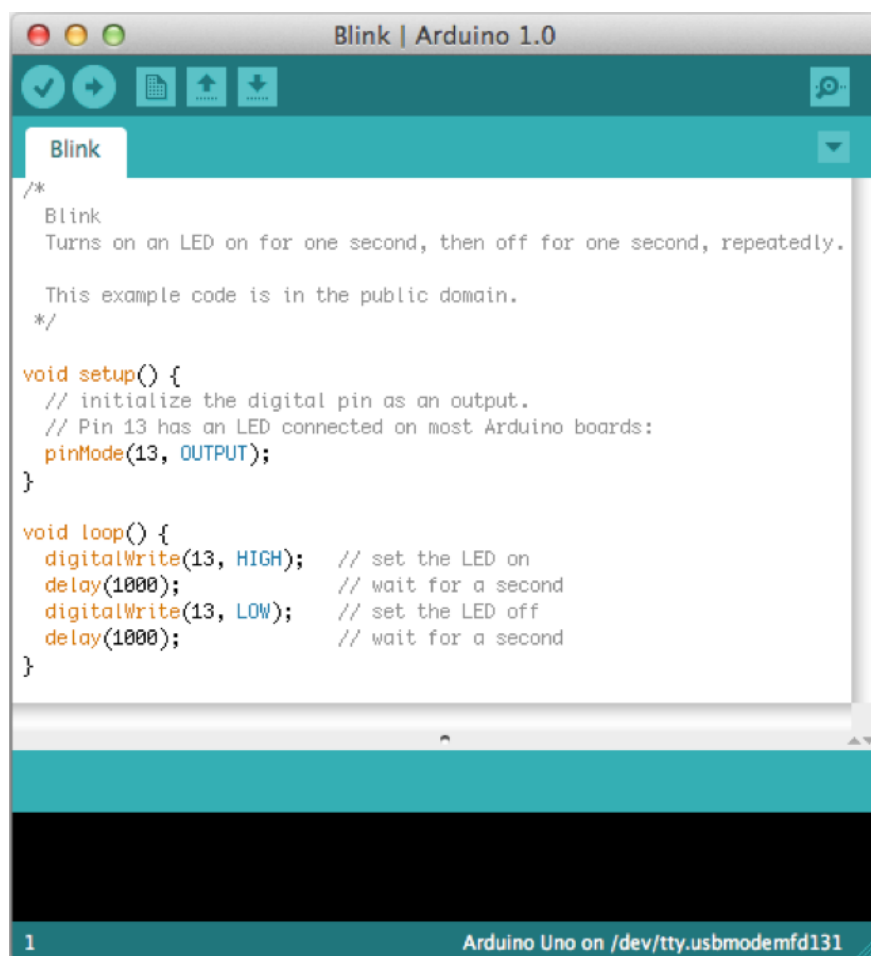 Blink | Arduino 1.0
Blink
/*
  Blink
  Turns on an LED on for one second, then off for one second, repeatedly.

  This example code is in the public domain.
 */

void setup() {
  // initialize the digital pin as an output.
  // Pin 13 has an LED connected on most Arduino boards:
  pinMode(13, OUTPUT);
}

void loop() {
  digitalWrite(13, HIGH);   // set the LED on
  delay(1000);              // wait for a second
  digitalWrite(13, LOW);    // set the LED off
  delay(1000);              // wait for a second
}
1 Arduino Uno on /dev/tty.usbmodemfd131